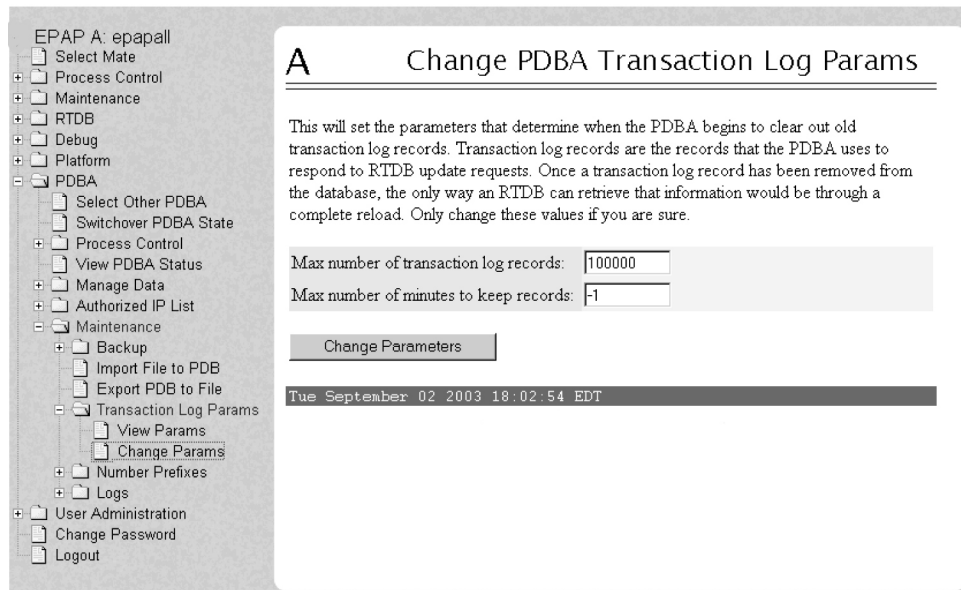 EPAP A: epapall
Select Mate
Process Control
Maintenance
RTDB
Debug
Platform
PDBA
Select Other PDBA
Switchover PDBA State
Process Control
View PDBA Status
Manage Data
Authorized IP List
Maintenance
Backup
Import File to PDB
Export PDB to File
Transaction Log Params
View Params
Change Params
Number Prefixes
Logs
User Administration
Change Password
Logout
A Change PDBA Transaction Log Params
This will set the parameters that determine when the PDBA begins to clear out old
transaction log records. Transaction log records are the records that the PDBA uses to
respond to RTDB update requests. Once a transaction log record has been removed from
the database, the only way an RTDB can retrieve that information would be through a
complete reload. Only change these values if you are sure.
Max number of transaction log records: 100000
Max number of minutes to keep records: -1
Change Parameters
Tue September 02 2003 18:02:54 EDT